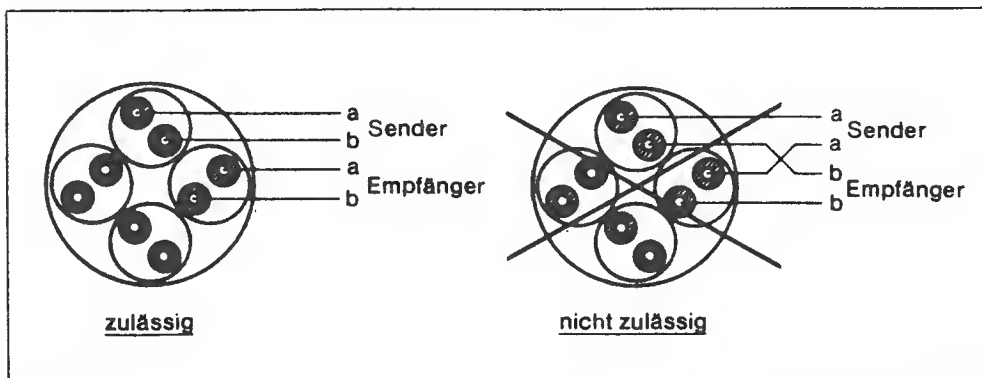 a
b
Sender
a
b
Empfänger
zulässig
a
a
Sender
b
b
Empfänger
nicht zulässig